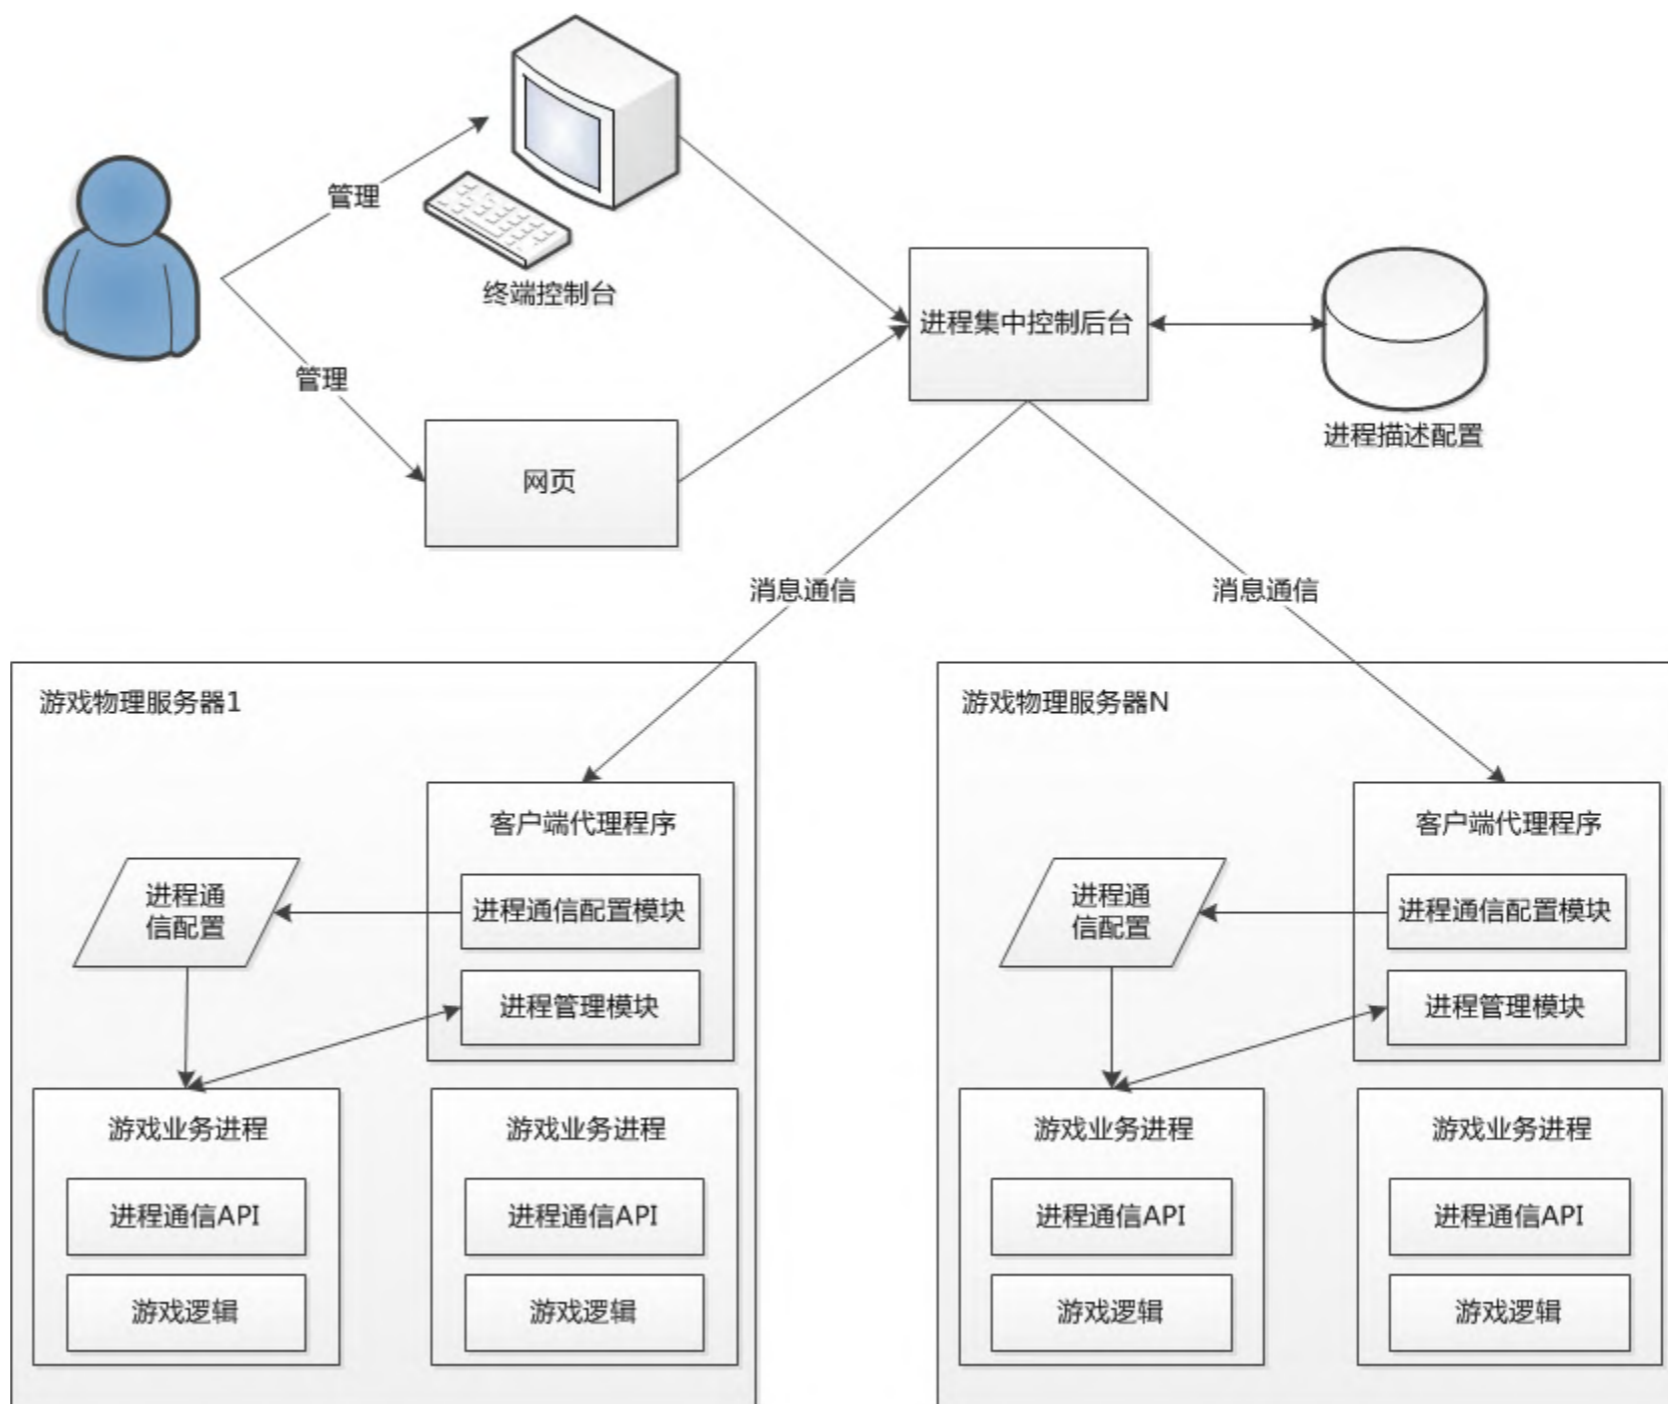 管理
终端控制台
进程集中控制后台
管理
进程描述配置
网页
消息通信
消息通信
游戏物理服务器1
客户端代理程序
进程通
信配置
进程通信配置模块
进程管理模块
游戏业务进程
进程通信API
游戏逻辑
游戏业务进程
进程通信API
游戏逻辑
游戏物理服务器N
客户端代理程序
进程通
信配置
进程通信配置模块
进程管理模块
游戏业务进程
进程通信API
游戏逻辑
游戏业务进程
进程通信API
游戏逻辑